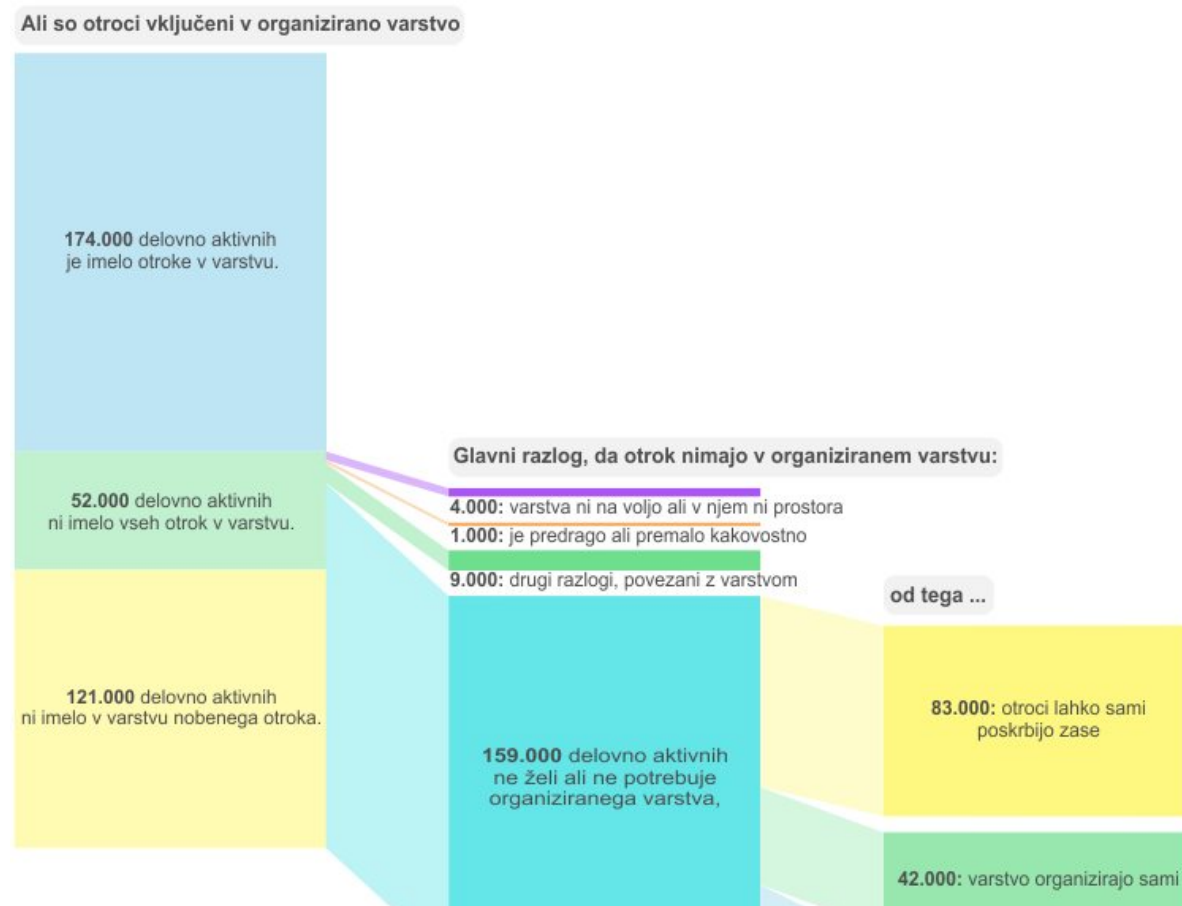 Ali so otroci vključeni v organizirano varstvo
174.000 delovno aktivnih
je imelo otroke v varstvu.
52.000 delovno aktivnih
ni imelo vseh otrok v varstvu.
121.000 delovno aktivnih
ni imelo v varstvu nobenega otroka.
Glavni razlog, da otrok nimajo v organiziranem varstvu:
4.000: varstva ni na voljo ali v njem ni prostora
1.000: je predrago ali premalo kakovostno
9.000: drugi razlogi, povezani z varstvom
159.000 delovno aktivnih
ne želi ali ne potrebuje
organiziranega varstva,
od tega ...
83.000: otroci lahko sami
poskrbijo zase
42.000: varstvo organizirajo sami